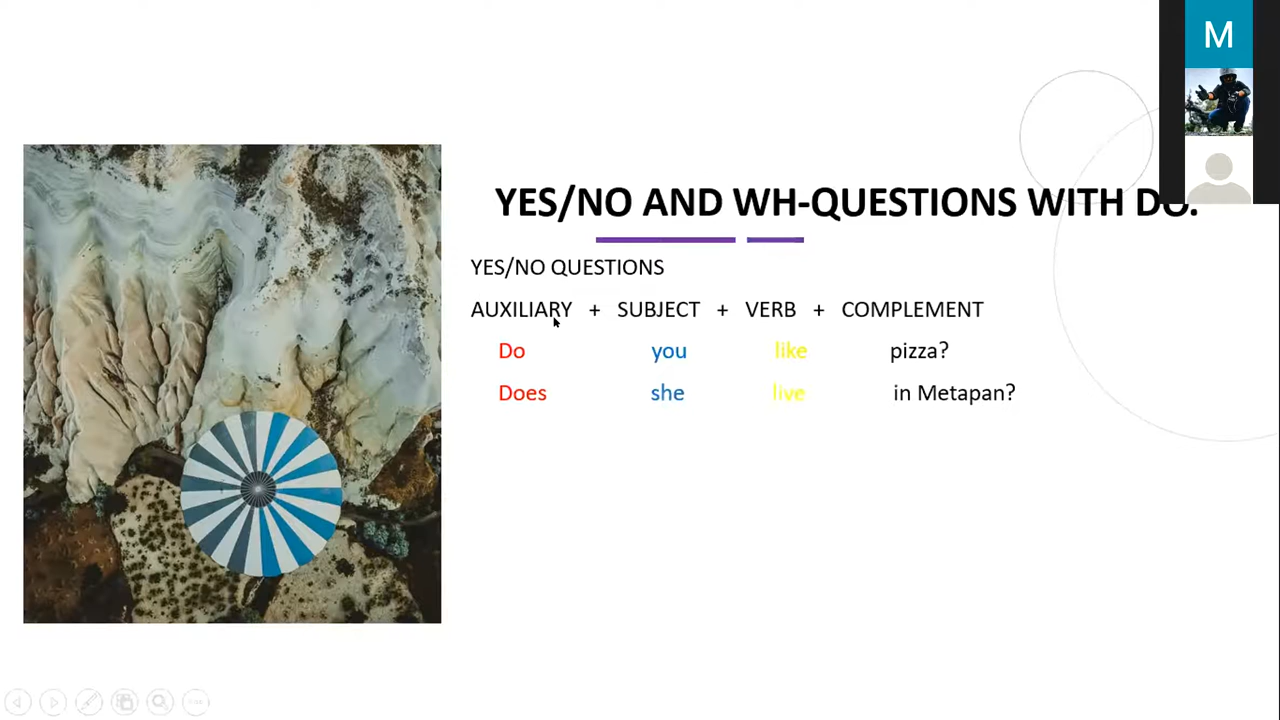 M
YES/NO AND WH-QUESTIONS WITH DO.
YES/NO QUESTIONS
AUXILIARY + SUBJECT + VERB + COMPLEMENT
Do you like pizza?
Does she live in Metapan?